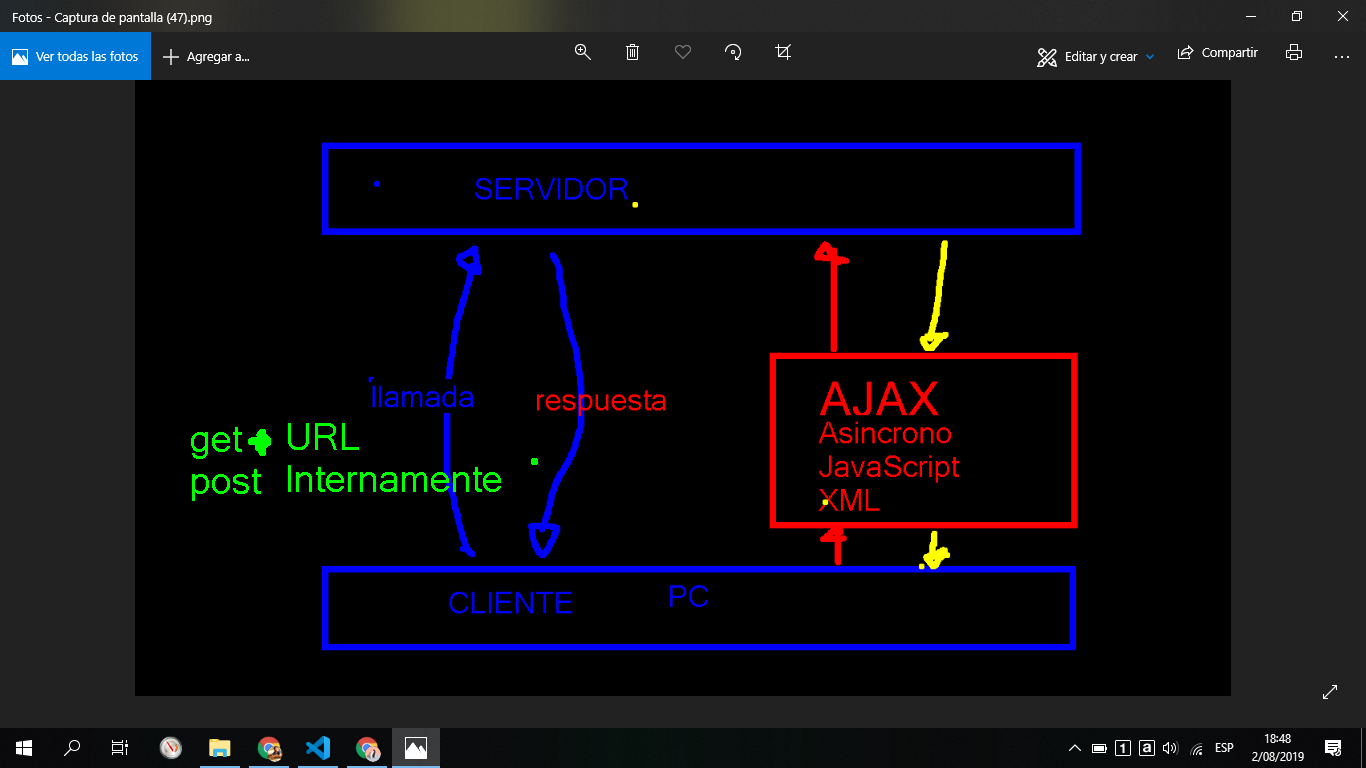 Fotos - Captura de pantalla (47).png
Ver todas las fotos
Agregar a...
Editar y crear
Compartir
SERVIDOR
llamada
respuesta
get URL
post Internamente
AJAX
Asincrono
JavaScript
XML
CLIENTE PC
1
a
ESP
18:48
2/08/2019